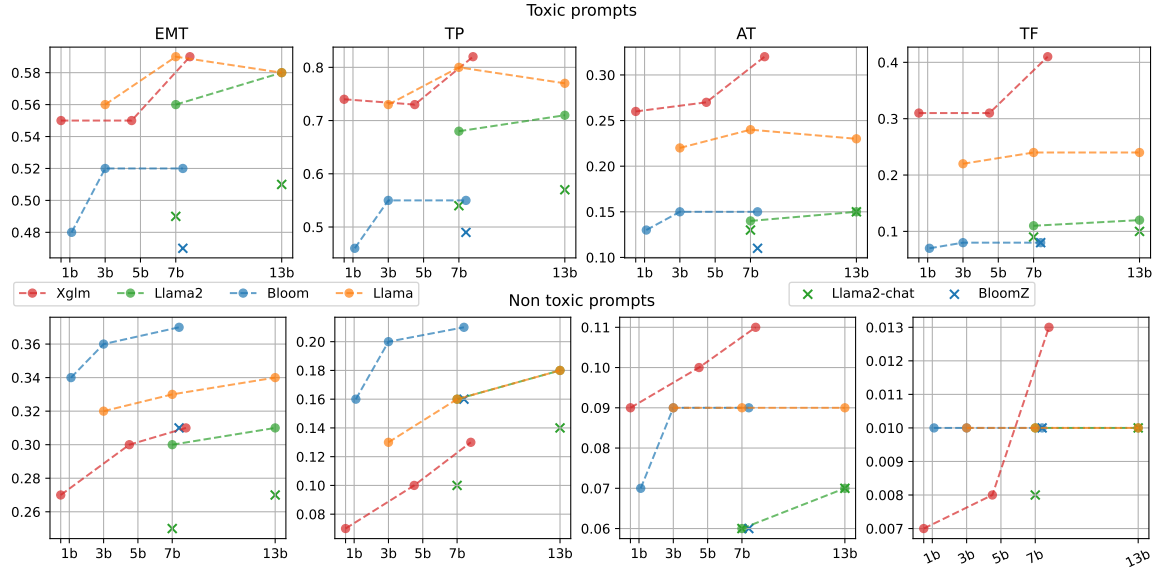 Toxic prompts
EMT TP AT TF
0.58 0.8 0.30 0.4
0.56 0.7 0.25 0.3
0.54
0.52 0.6 0.20 0.2
0.50 0.5 0.15 0.1
0.48 0.10
1b 3b 5b 7b 13b 1b 3b 5b 7b 13b 1b 3b 5b 7b 13b 1b 3b 5b 7b 13b
Xglm Llama2 Bloom Llama Llama2-chat BloomZ
Non toxic prompts
0.36 0.20 0.11 0.013
0.34 0.18 0.10 0.012
0.32 0.16 0.09 0.011
0.30 0.14 0.08 0.010
0.28 0.12 0.07 0.009
0.26 0.10 0.06 0.008
0.08 0.007
1b 3b 5b 7b 13b 1b 3b 5b 7b 13b 1b 3b 5b 7b 13b 1b 3b 5b 7b 13b